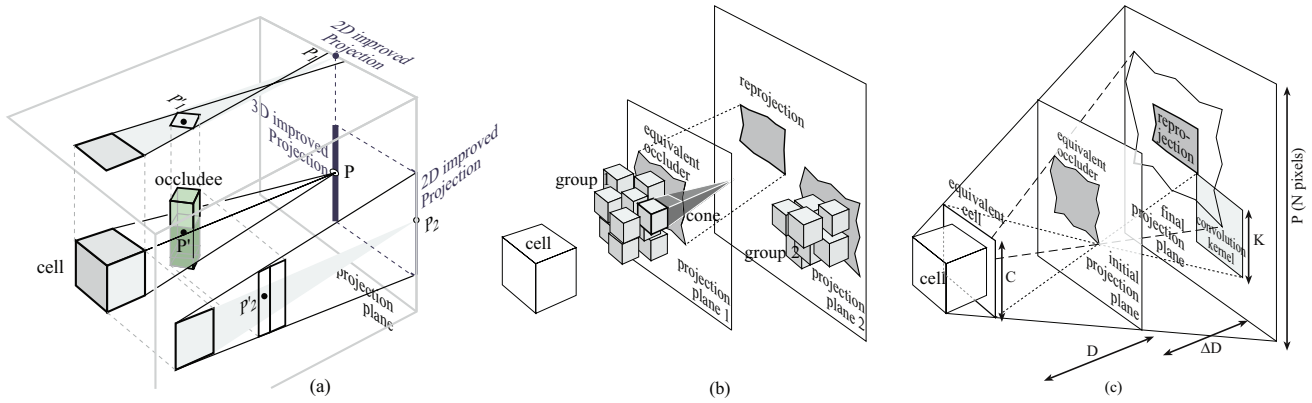 2D improved
Projection
P₁
P'₁
3D improved
Projection
occludee
P
2D improved
Projection
P'
P₂
cell
P'₂
projection
plane
(a)
reprojection
equivalent
occluder
group 1
cone
cell
group 2
projection
plane 1
projection
plane 2
(b)
repro-
jection
equivalent
occluder
equivalent
cell
final
projection
plane
convolution
kernel
K
P (N pixels)
cell
C
initial
projection
plane
D
ΔD
(c)